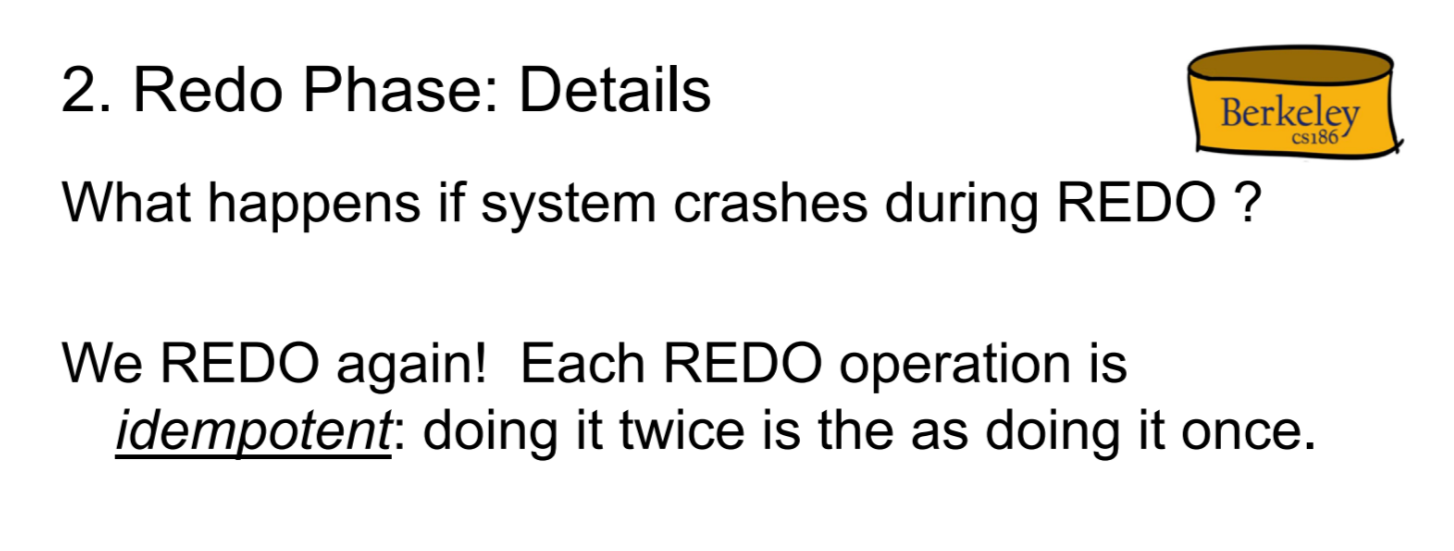 2. Redo Phase: Details
Berkeley
cs186
What happens if system crashes during REDO ?
We REDO again!  Each REDO operation is
idempotent: doing it twice is the as doing it once.